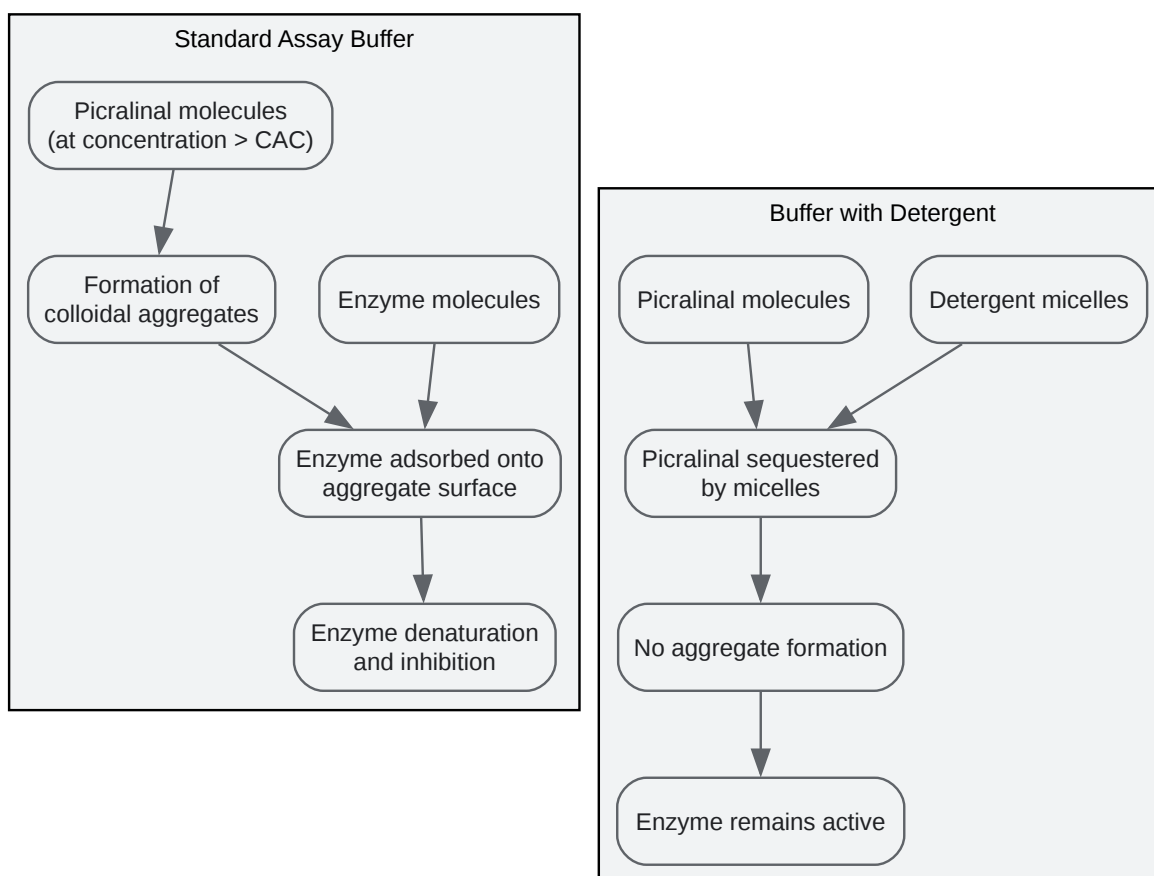 Standard Assay Buffer
Picralinal molecules
(at concentration > CAC)
Formation of
colloidal aggregates
Enzyme molecules
Enzyme adsorbed onto
aggregate surface
Enzyme denaturation
and inhibition
Buffer with Detergent
Picralinal molecules
Detergent micelles
Picralinal sequestered
by micelles
No aggregate formation
Enzyme remains active